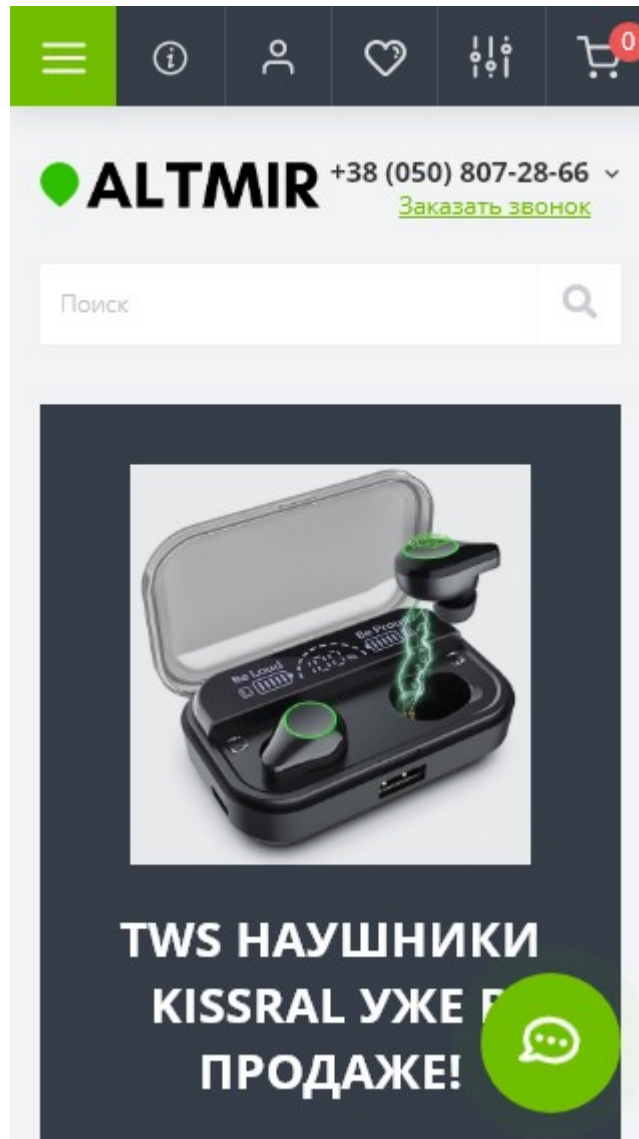 0
ALTMIR
+38 (050) 807-28-66
Заказать звонок
Поиск
Be Loud
Be Proud
100%
TWS НАУШНИКИ
KISSRAL УЖЕ В
ПРОДАЖЕ!